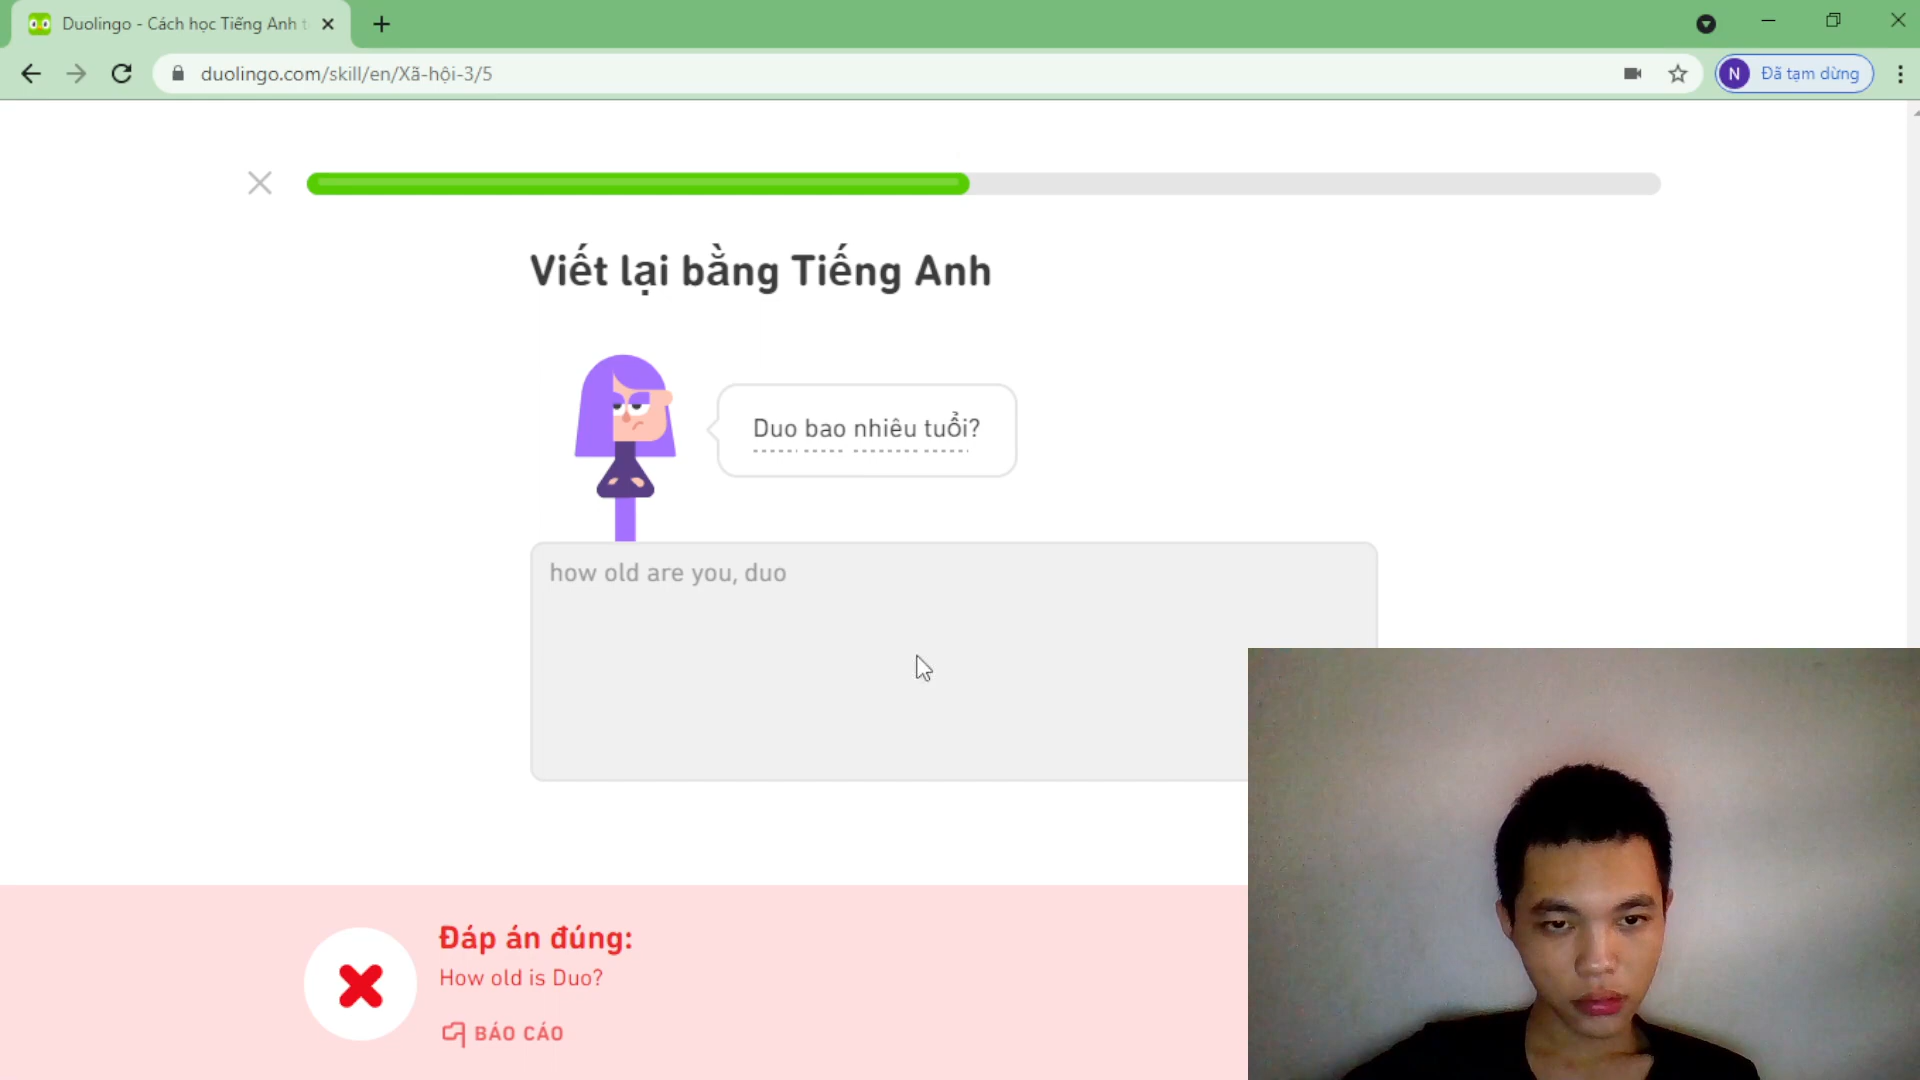 Duolingo - Cách học Tiếng Anh t
duolingo.com/skill/en/Xã-hội-3/5
N
Đã tạm dừng
Viết lại bằng Tiếng Anh
Duo bao nhiêu tuổi?
how old are you, duo
Đáp án đúng:
How old is Duo?
BÁO CÁO